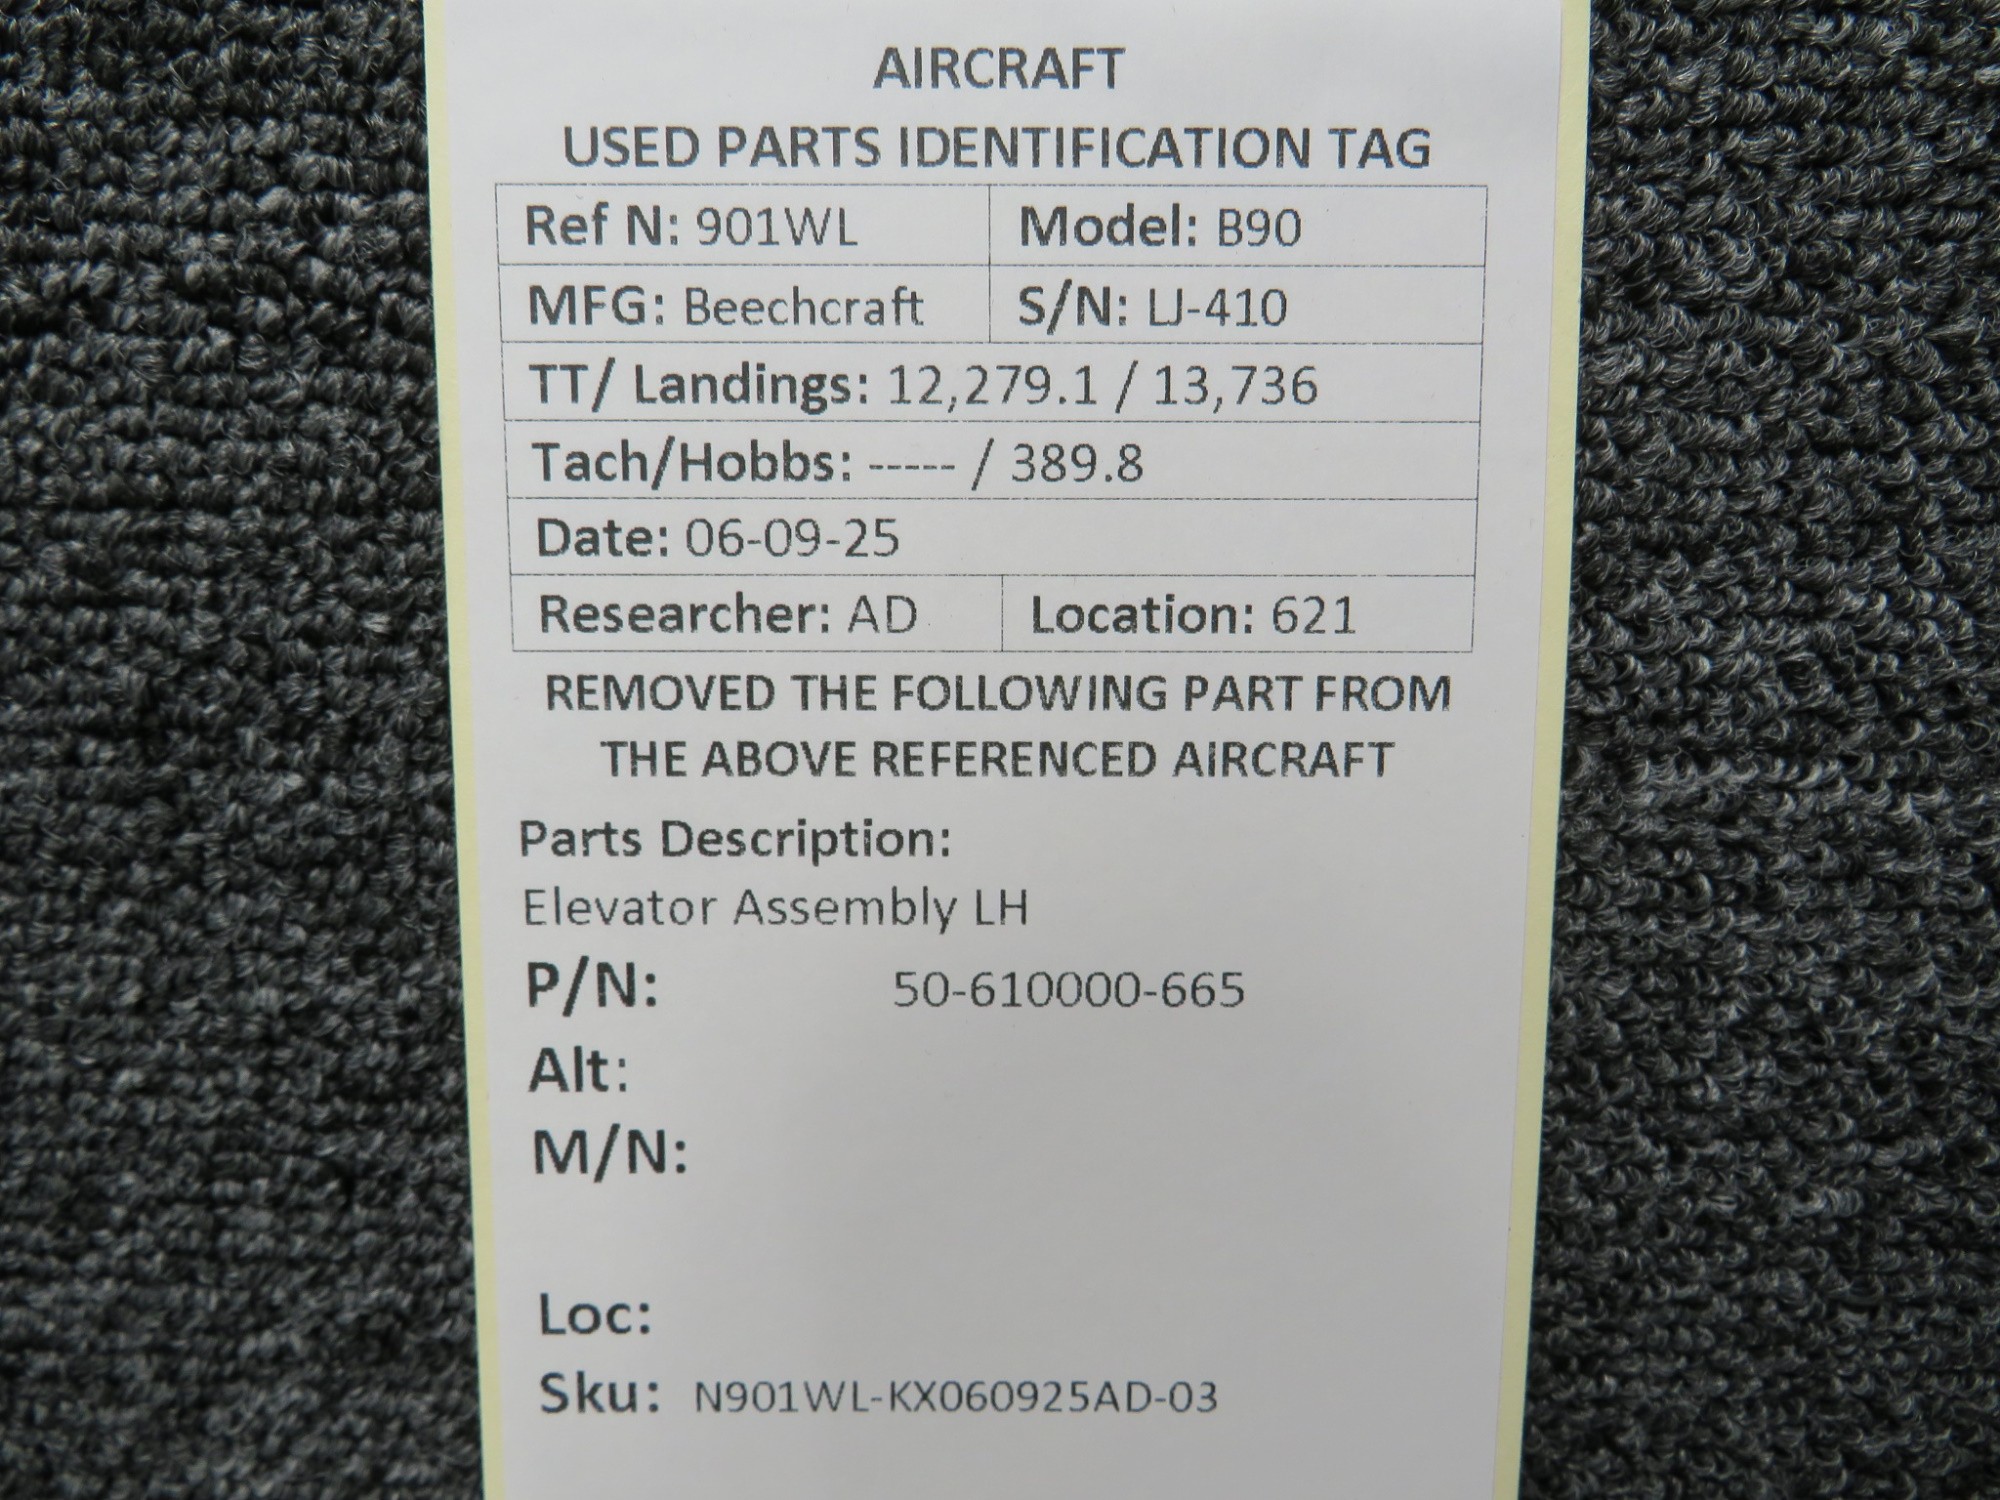 AIRCRAFT
USED PARTS IDENTIFICATION TAG
Ref N: 901WL Model: B90
MFG: Beechcraft S/N: LJ-410
TT/ Landings: 12,279.1 / 13,736
Tach/Hobbs: ----- / 389.8
Date: 06-09-25
Researcher: AD Location: 621
REMOVED THE FOLLOWING PART FROM
THE ABOVE REFERENCED AIRCRAFT
Parts Description:
Elevator Assembly LH
P/N: 50-610000-665
Alt:
M/N:
Loc:
Sku: N901WL-KX060925AD-03